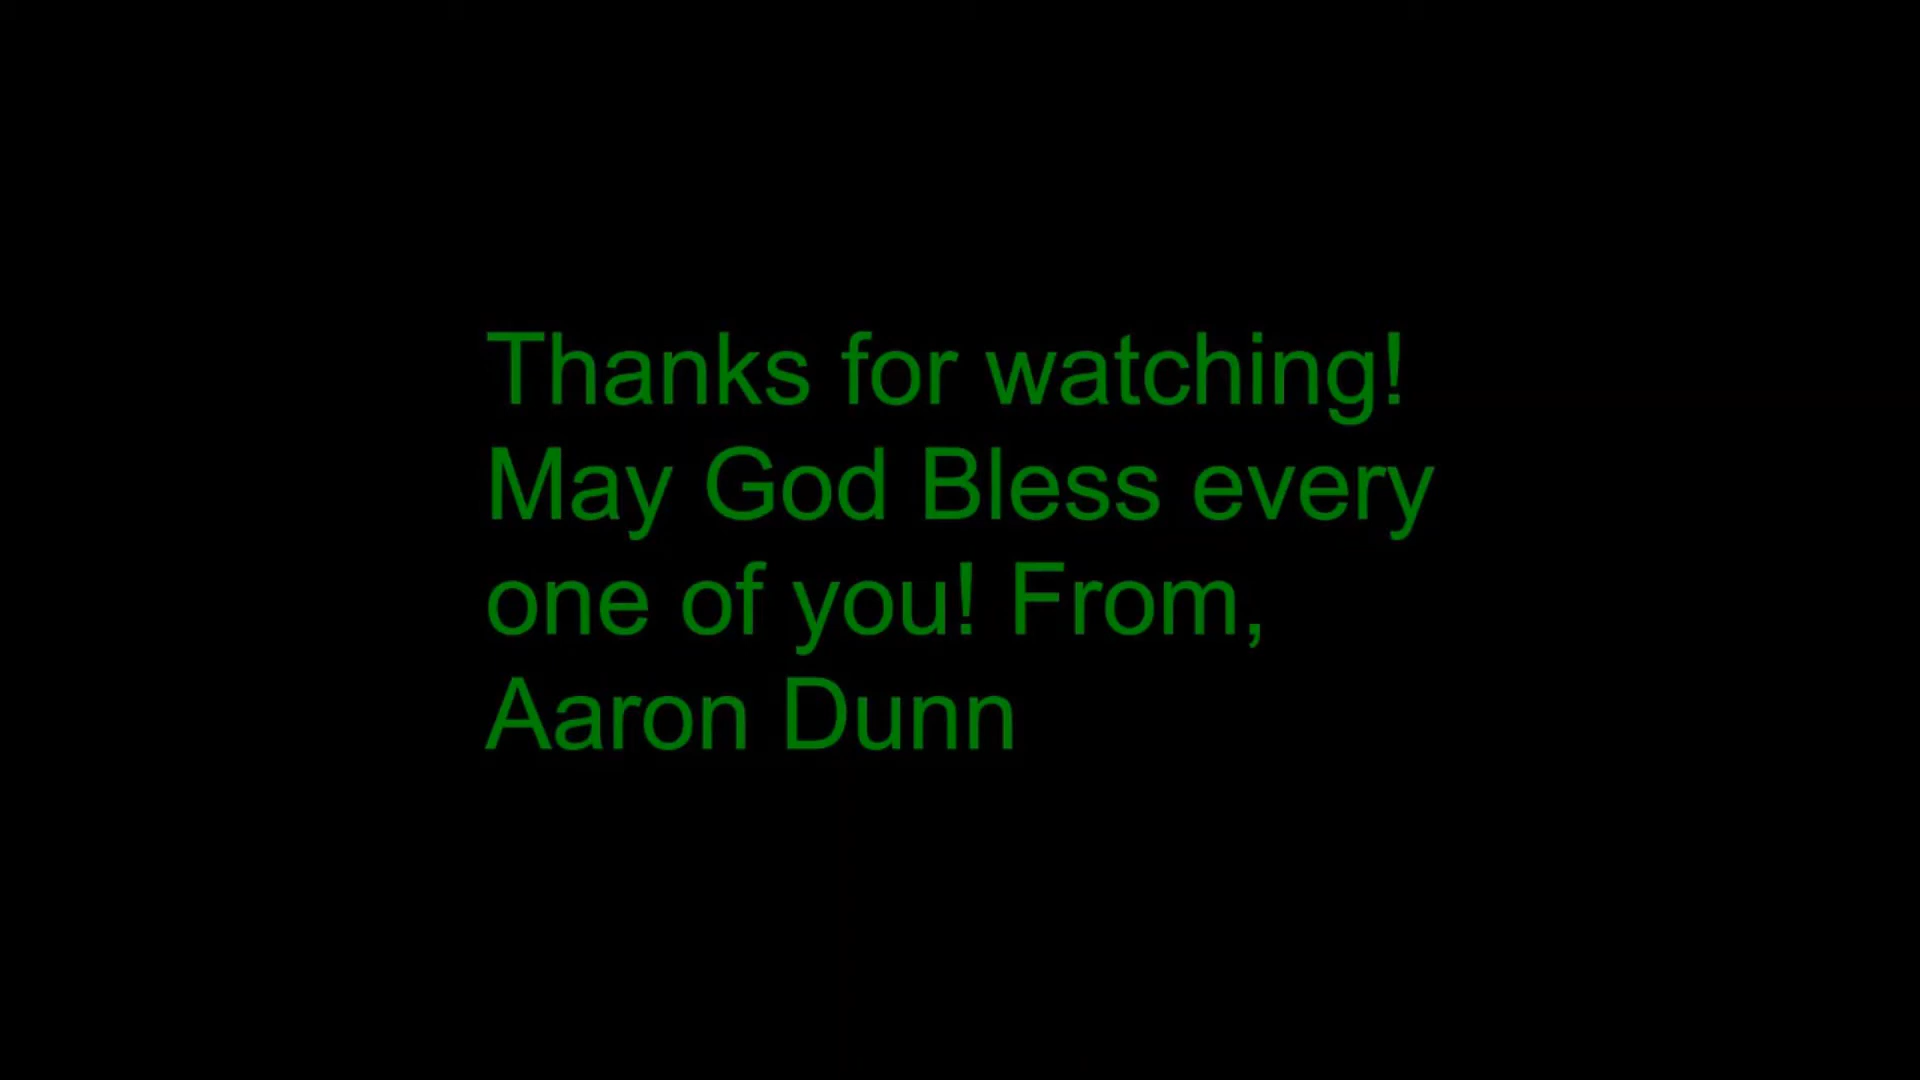 Thanks for watching!
May God Bless every
one of you! From,
Aaron Dunn